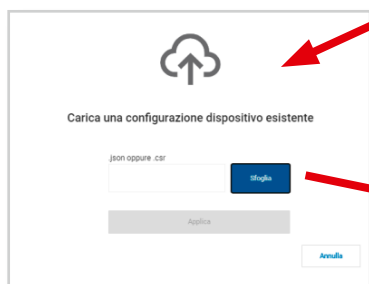 Carica una configurazione dispositivo esistente
.json oppure .csr
Sfoglia
Applica
Annulla